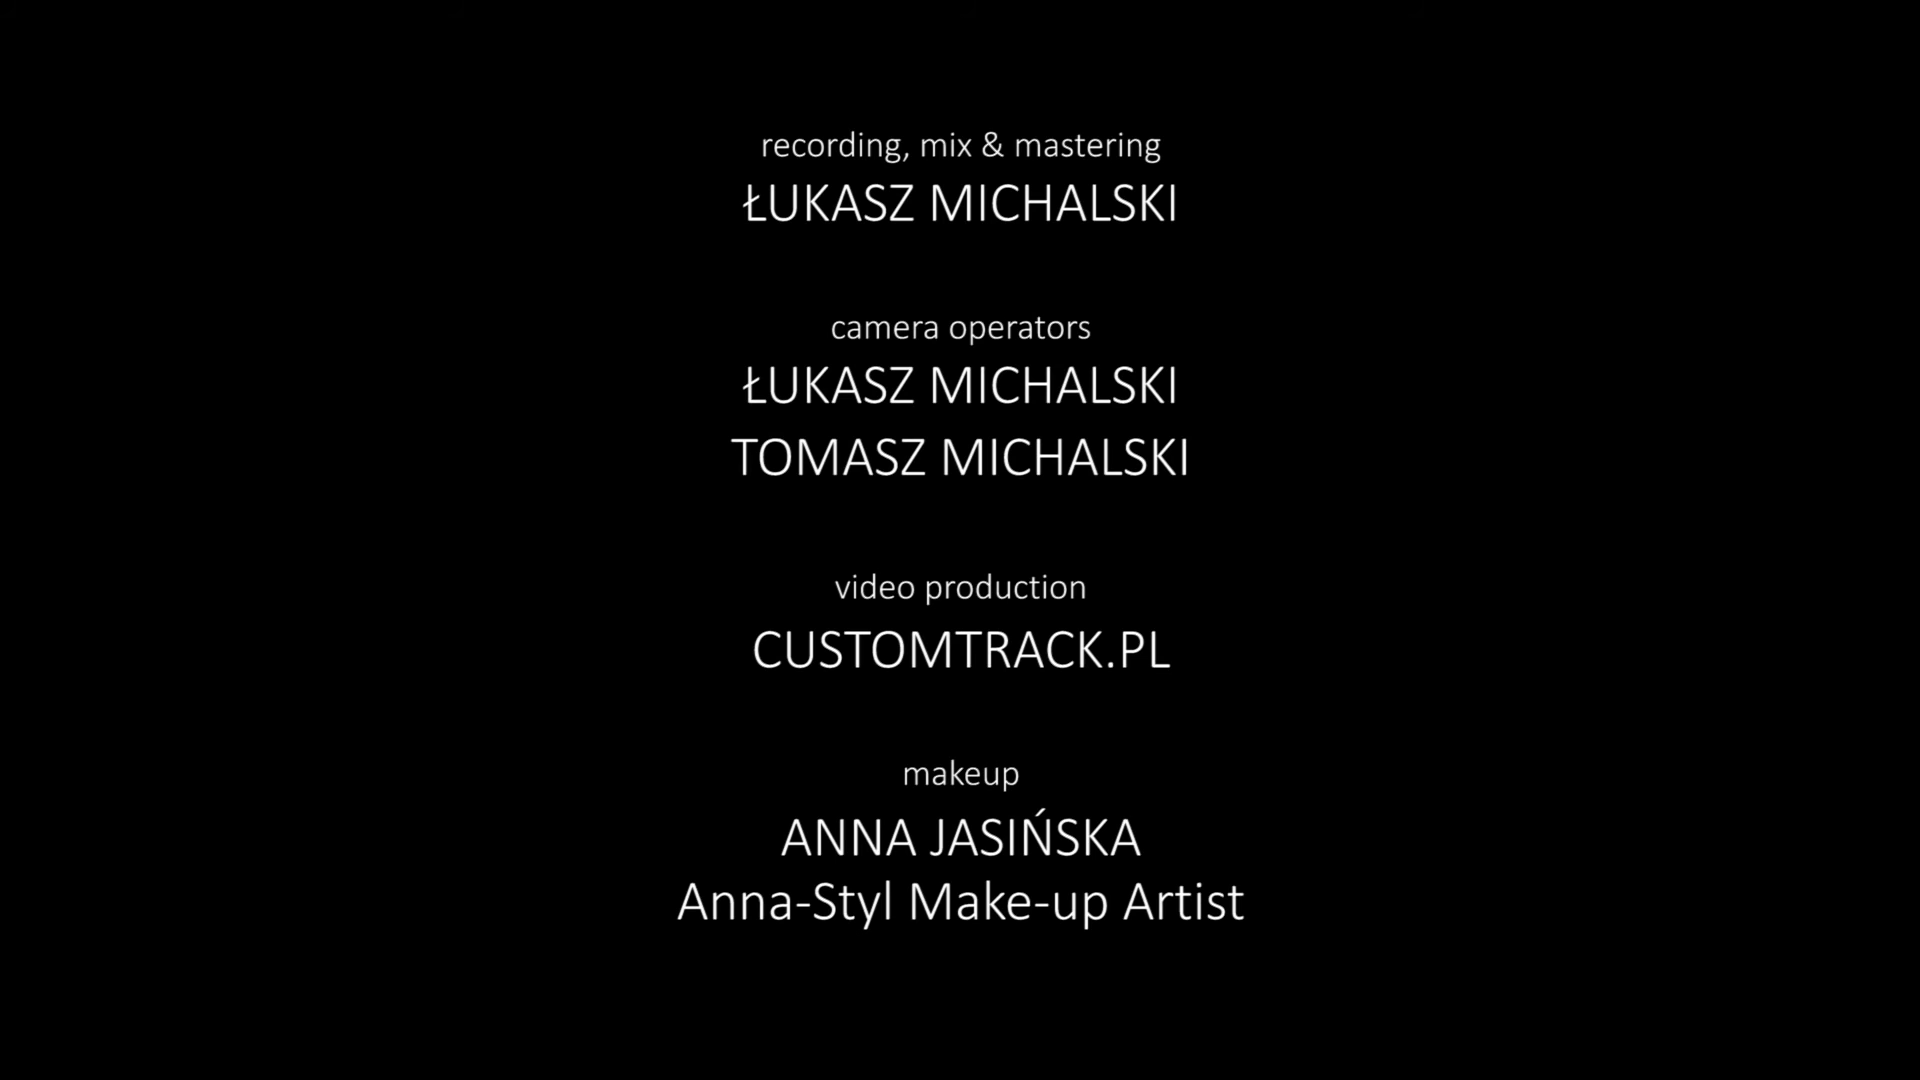 recording, mix & mastering
ŁUKASZ MICHALSKI
camera operators
ŁUKASZ MICHALSKI
TOMASZ MICHALSKI
video production
CUSTOMTRACK.PL
makeup
ANNA JASIŃSKA
Anna-Styl Make-up Artist